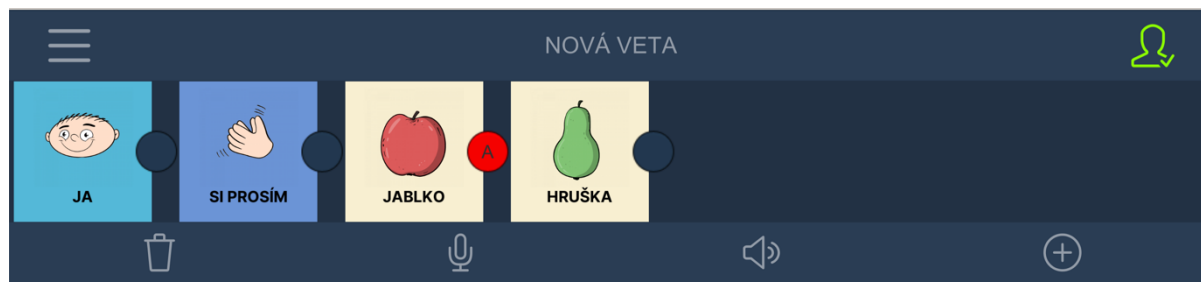 NOVÁ VETA
JA
SI PROSÍM
JABLKO
A
HRUŠKA